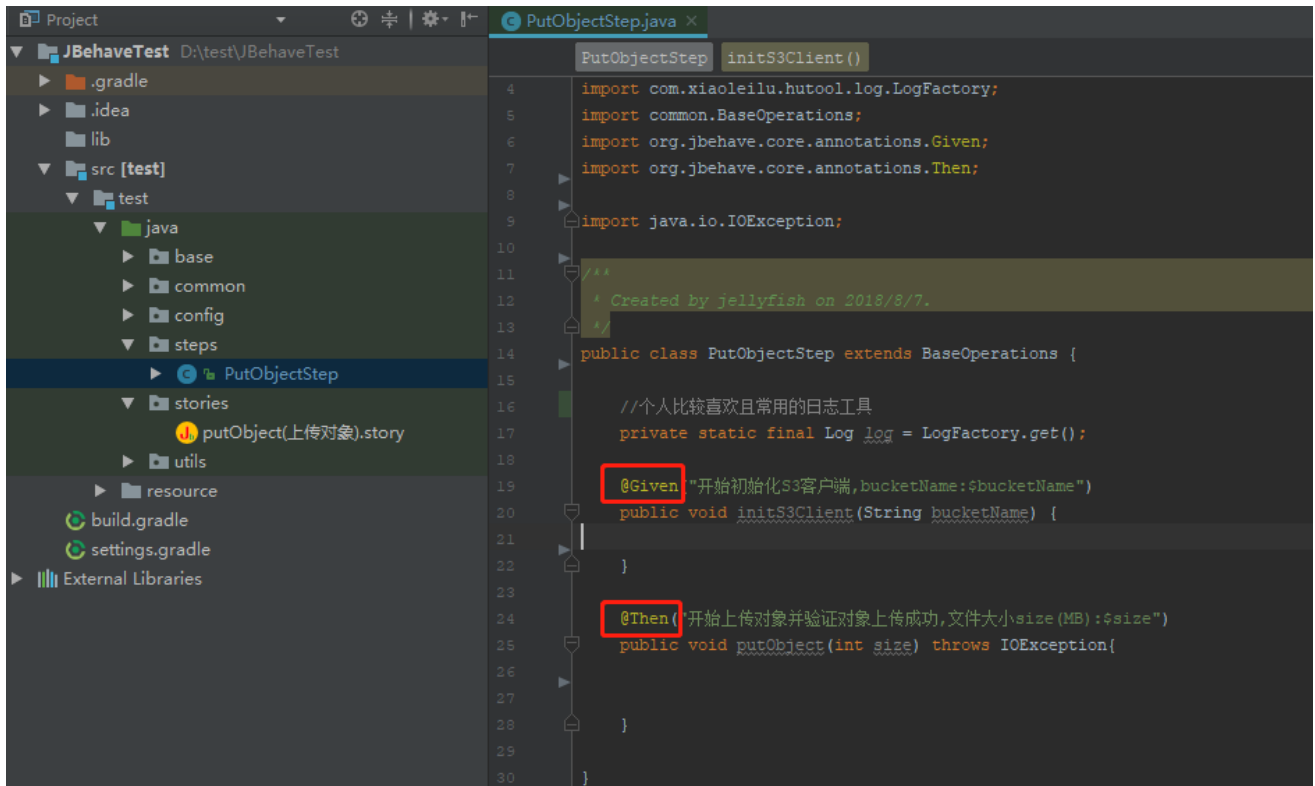 Project
JBehaveTest D:\test\JBehaveTest
.gradle
.idea
lib
src [test]
test
java
base
common
config
steps
PutObjectStep
stories
putObject(上传对象).story
utils
resource
build.gradle
settings.gradle
External Libraries
PutObjectStep.java
PutObjectStep initS3Client()
4 import com.xiaoleilu.hutool.log.LogFactory;
5 import common.BaseOperations;
6 import org.jbehave.core.annotations.Given;
7 import org.jbehave.core.annotations.Then;
8
9 import java.io.IOException;
10
11 /**
12 * Created by jellyfish on 2018/8/7.
13 */
14 public class PutObjectStep extends BaseOperations {
15
16 //个人比较喜欢且常用的日志工具
17 private static final Log log = LogFactory.get();
18
19 @Given("开始初始化S3客户端,bucketName:$bucketName")
20 public void initS3Client(String bucketName) {
21
22 }
23
24 @Then("开始上传对象并验证对象上传成功,文件大小size(MB):$size")
25 public void putObject(int size) throws IOException{
26
27
28 }
29
30 }